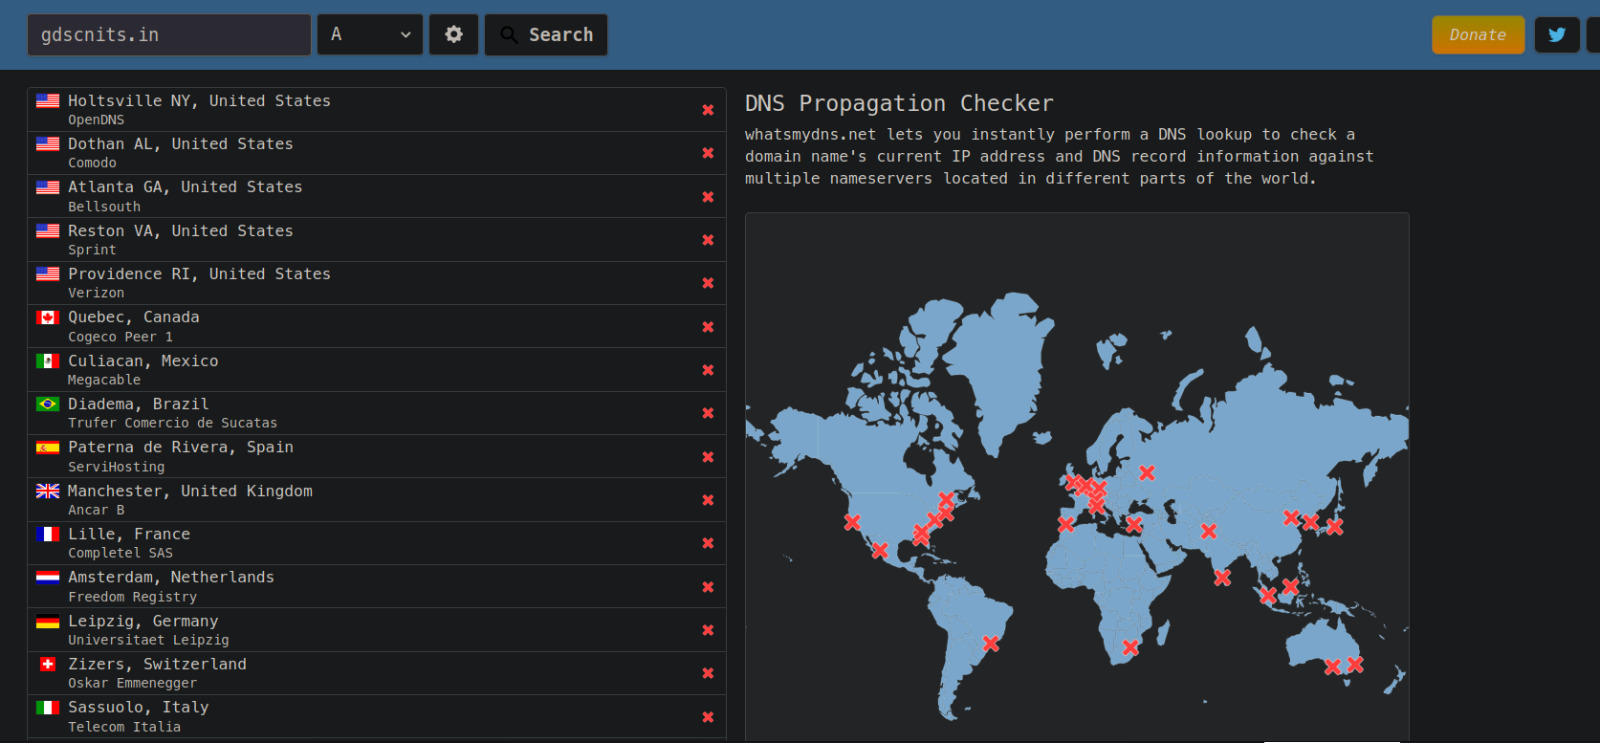 gdscnits.in
A
Search
Donate
Holtsville NY, United States
OpenDNS
Dothan AL, United States
Comodo
Atlanta GA, United States
Bellsouth
Reston VA, United States
Sprint
Providence RI, United States
Verizon
Quebec, Canada
Cogeco Peer 1
Culiacan, Mexico
Megacable
Diadema, Brazil
Trufer Comercio de Sucatas
Paterna de Rivera, Spain
ServiHosting
Manchester, United Kingdom
Ancar B
Lille, France
Completel SAS
Amsterdam, Netherlands
Freedom Registry
Leipzig, Germany
Universitaet Leipzig
Zizers, Switzerland
Oskar Emmenegger
Sassuolo, Italy
Telecom Italia
DNS Propagation Checker
whatsmydns.net lets you instantly perform a DNS lookup to check a
domain name's current IP address and DNS record information against
multiple nameservers located in different parts of the world.